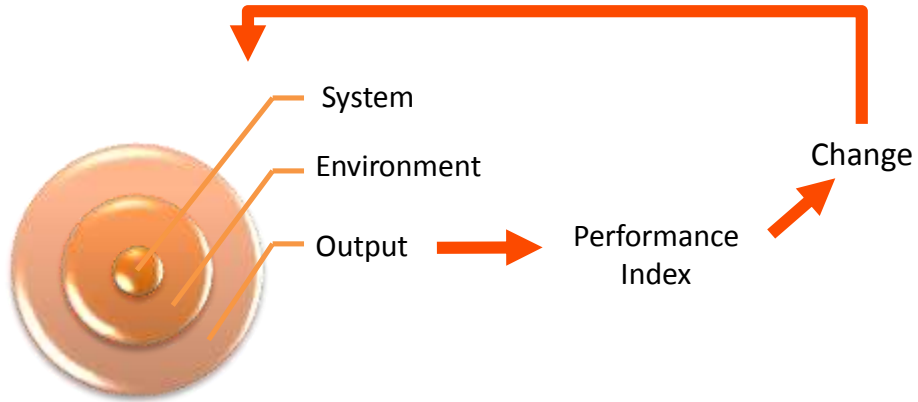 System
Environment
Output
Performance
Index
Change